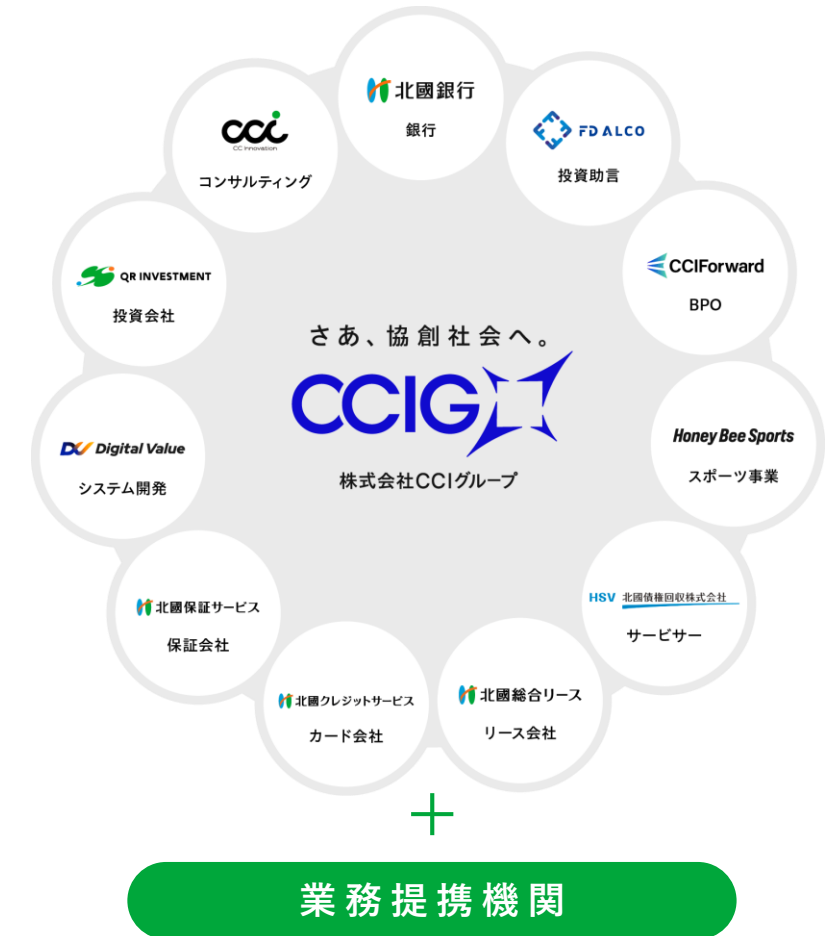 北國銀行
銀行
FDALCO
投資助言
CCIForward
BPO
Honey Bee Sports
スポーツ事業
HSV 北國債権回収株式会社
サービサー
北國総合リース
リース会社
北國クレジットサービス
カード会社
北國保証サービス
保証会社
Digital Value
システム開発
QR INVESTMENT
投資会社
cci
CC Innovation
コンサルティング
さあ、協創社会へ。
CCIG
株式会社CCIグループ
+
業務提携機関